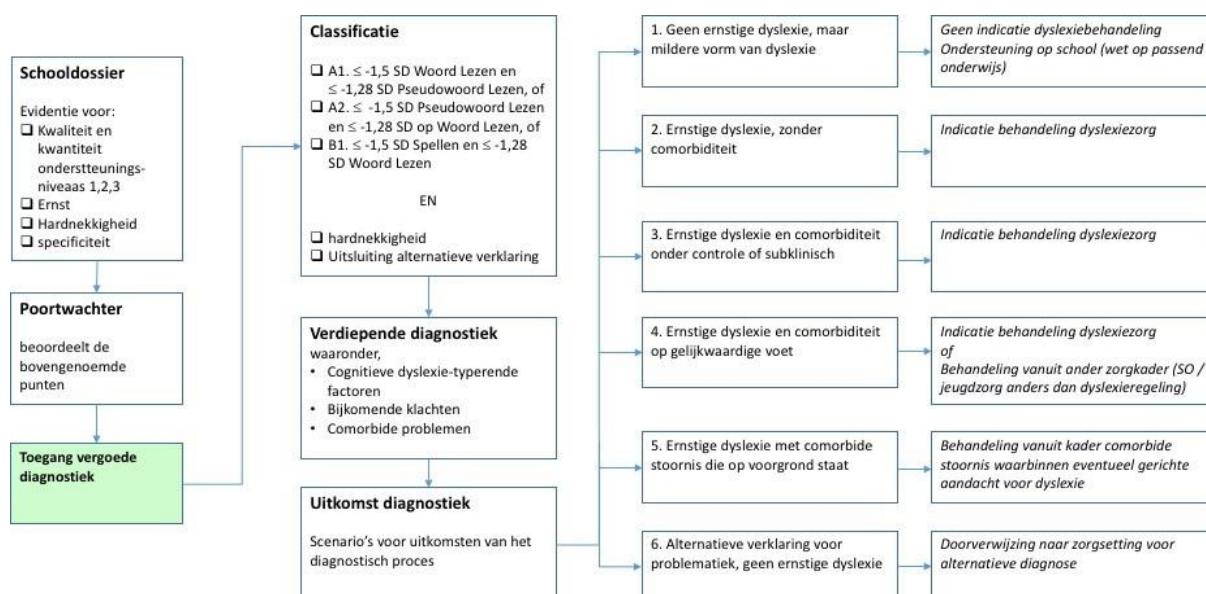 Schooldossier
Evidentie voor:
❑ Kwaliteit en
kwantiteit
onderstteunings-
niveaas 1,2,3
❑ Ernst
❑ Hardnekkigheid
❑ specificiteit
Poortwachter
beoordeelt de
bovengenoemde
punten
Toegang vergoede
diagnostiek
Classificatie
❑ A1. ≤ -1,5 SD Woord Lezen en
≤ -1,28 SD Pseudowoord Lezen, of
❑ A2. ≤ -1,5 SD Pseudowoord Lezen
en ≤ -1,28 SD op Woord Lezen, of
❑ B1. ≤ -1.5 SD Spellen en ≤ -1,28
SD Woord Lezen
EN
❑ hardnekkigheid
❑ Uitsluiting alternatieve verklaring
Verdiepende diagnostiek
waaronder,
• Cognitieve dyslexie-typerende
factoren
• Bijkomende klachten
• Comorbide problemen
Uitkomst diagnostiek
Scenario's voor uitkomsten van het
diagnostisch proces
1. Geen ernstige dyslexie, maar
mildere vorm van dyslexie
2. Ernstige dyslexie, zonder
comorbiditeit
3. Ernstige dyslexie en comorbiditeit
onder controle of subklinisch
4. Ernstige dyslexie en comorbiditeit
op gelijkwaardige voet
5. Ernstige dyslexie met comorbide
stoornis die op voorgrond staat
6. Alternatieve verklaring voor
problematiek, geen ernstige dyslexie
Geen indicatie dyslexiebehandeling
Ondersteuning op school (wet op passend
onderwijs)
Indicatie behandeling dyslexiezorg
Indicatie behandeling dyslexiezorg
Indicatie behandeling dyslexiezorg
of
Behandeling vanuit ander zorgkader (SO /
jeugdzorg anders dan dyslexieregeling)
Behandeling vanuit kader comorbide
stoornis waarbinnen eventueel gerichte
aandacht voor dyslexie
Doorverwijzing naar zorgsetting voor
alternatieve diagnose